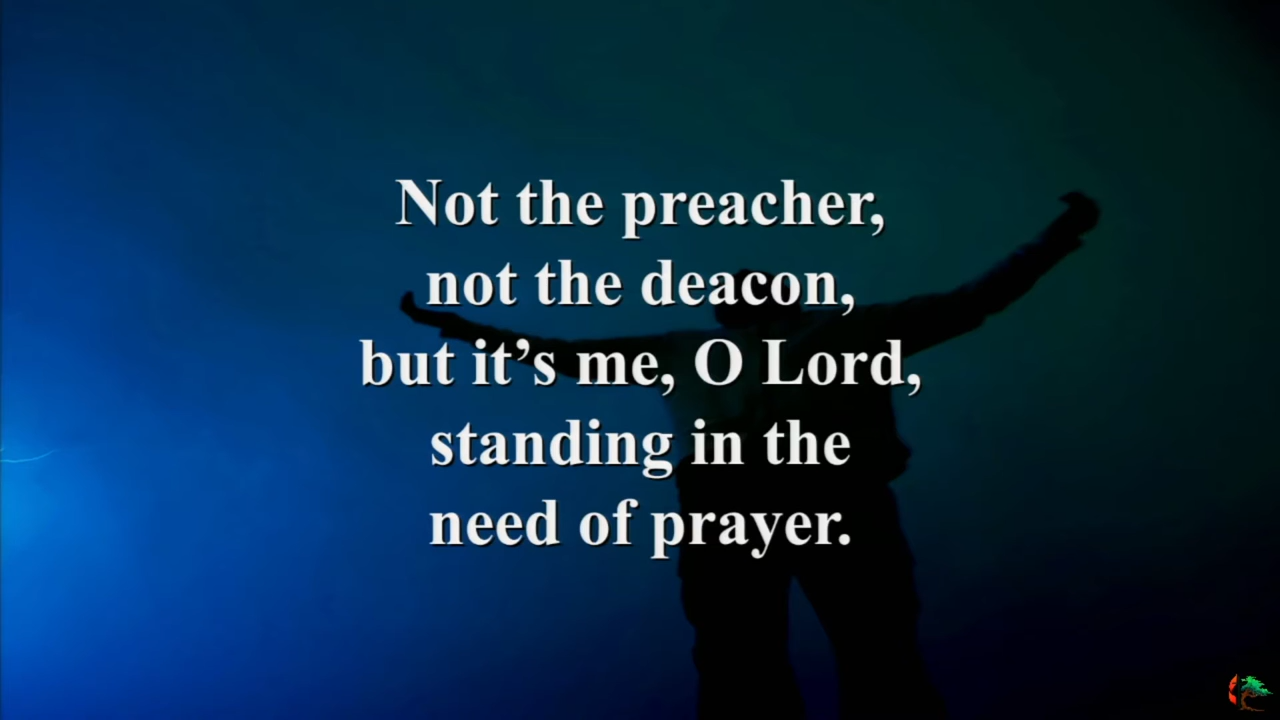 Not the preacher,
not the deacon,
but it’s me, O Lord,
standing in the
need of prayer.